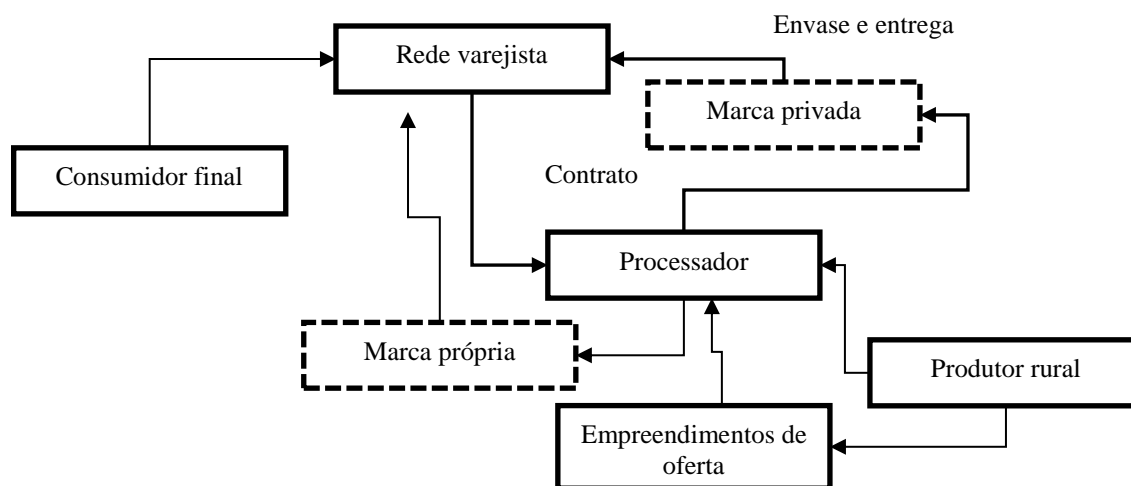 Envase e entrega
Rede varejista
Marca privada
Consumidor final
Contrato
Processador
Marca própria
Produtor rural
Empreendimentos de
oferta